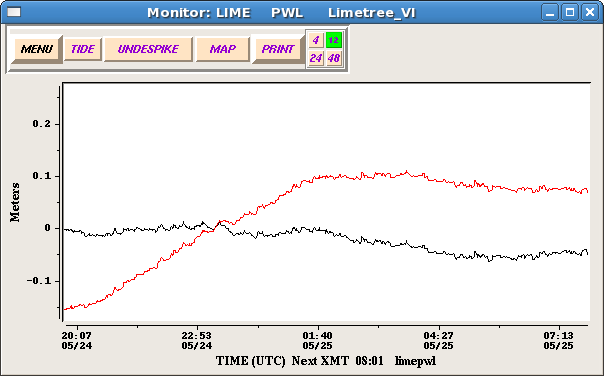 Monitor: LIME PWL Limetree_VI
MENU TIDE UNDESPIKE MAP PRINT 4 12
24 48
0.2
0.1
0
-0.1
Meters
20:07 22:53 01:40 04:27 07:13
05/24 05/24 05/25 05/25 05/25
TIME (UTC) Next XMT 08:01 limepwl